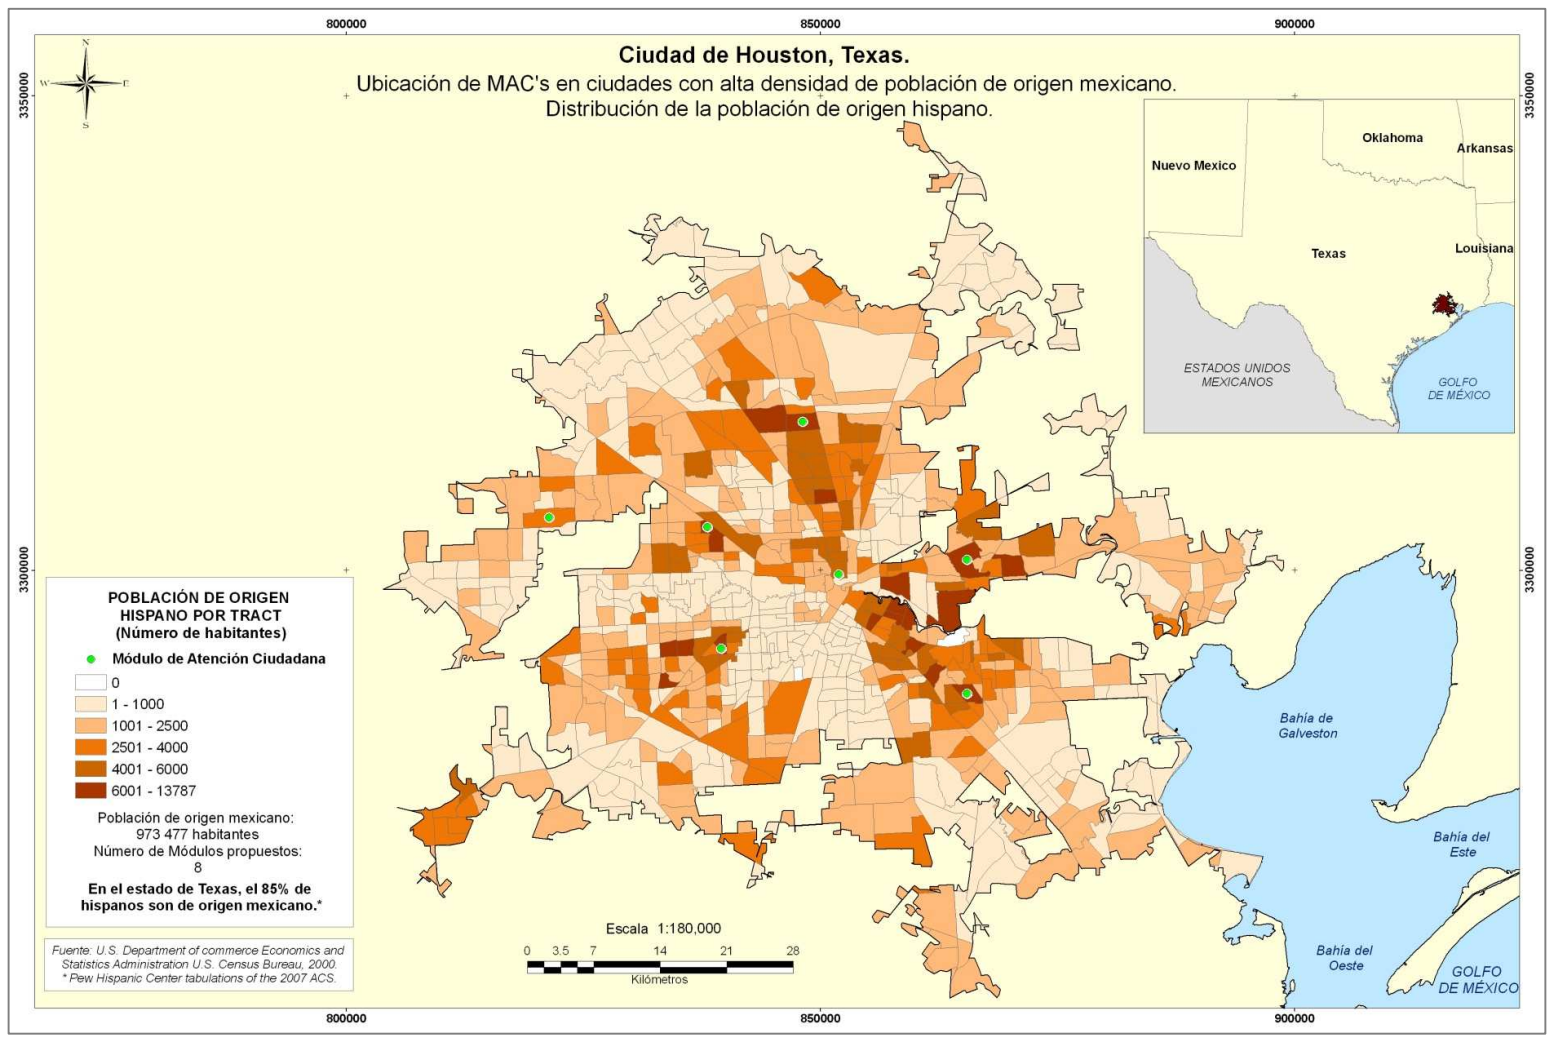 800000
850000
900000
Ciudad de Houston, Texas.
Ubicación de MAC's en ciudades con alta densidad de población de origen mexicano.
Distribución de la población de origen hispano.
N
W
E
S
3350000
3350000
Oklahoma
Arkansas
Nuevo Mexico
Texas
Louisiana
ESTADOS UNIDOS
MEXICANOS
GOLFO
DE MÉXICO
3300000
3300000
POBLACIÓN DE ORIGEN
HISPANO POR TRACT
(Número de habitantes)
Módulo de Atención Ciudadana
0
1 - 1000
1001 - 2500
2501 - 4000
4001 - 6000
6001 - 13787
Población de origen mexicano:
973 477 habitantes
Número de Módulos propuestos:
8
En el estado de Texas, el 85% de
hispanos son de origen mexicano.*
Fuente: U.S. Department of commerce Economics and
Statistics Administration U.S. Census Bureau, 2000.
* Pew Hispanic Center tabulations of the 2007 ACS.
Bahía de
Galveston
Bahía del
Este
Bahía del
Oeste
GOLFO
DE MÉXICO
Escala 1:180,000
0 3.5 7 14 21 28
Kilómetros
800000
850000
900000